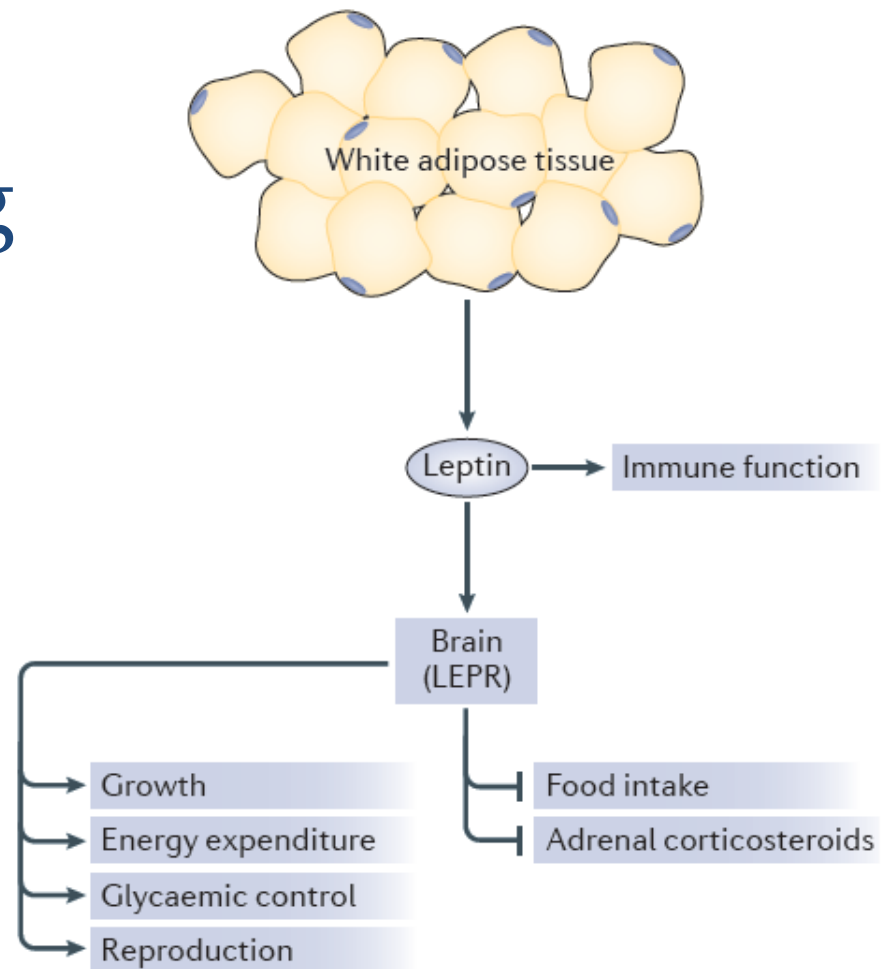 g
White adipose tissue
Leptin
Immune function
Brain
(LEPR)
Growth
Energy expenditure
Glycaemic control
Reproduction
Food intake
Adrenal corticosteroids